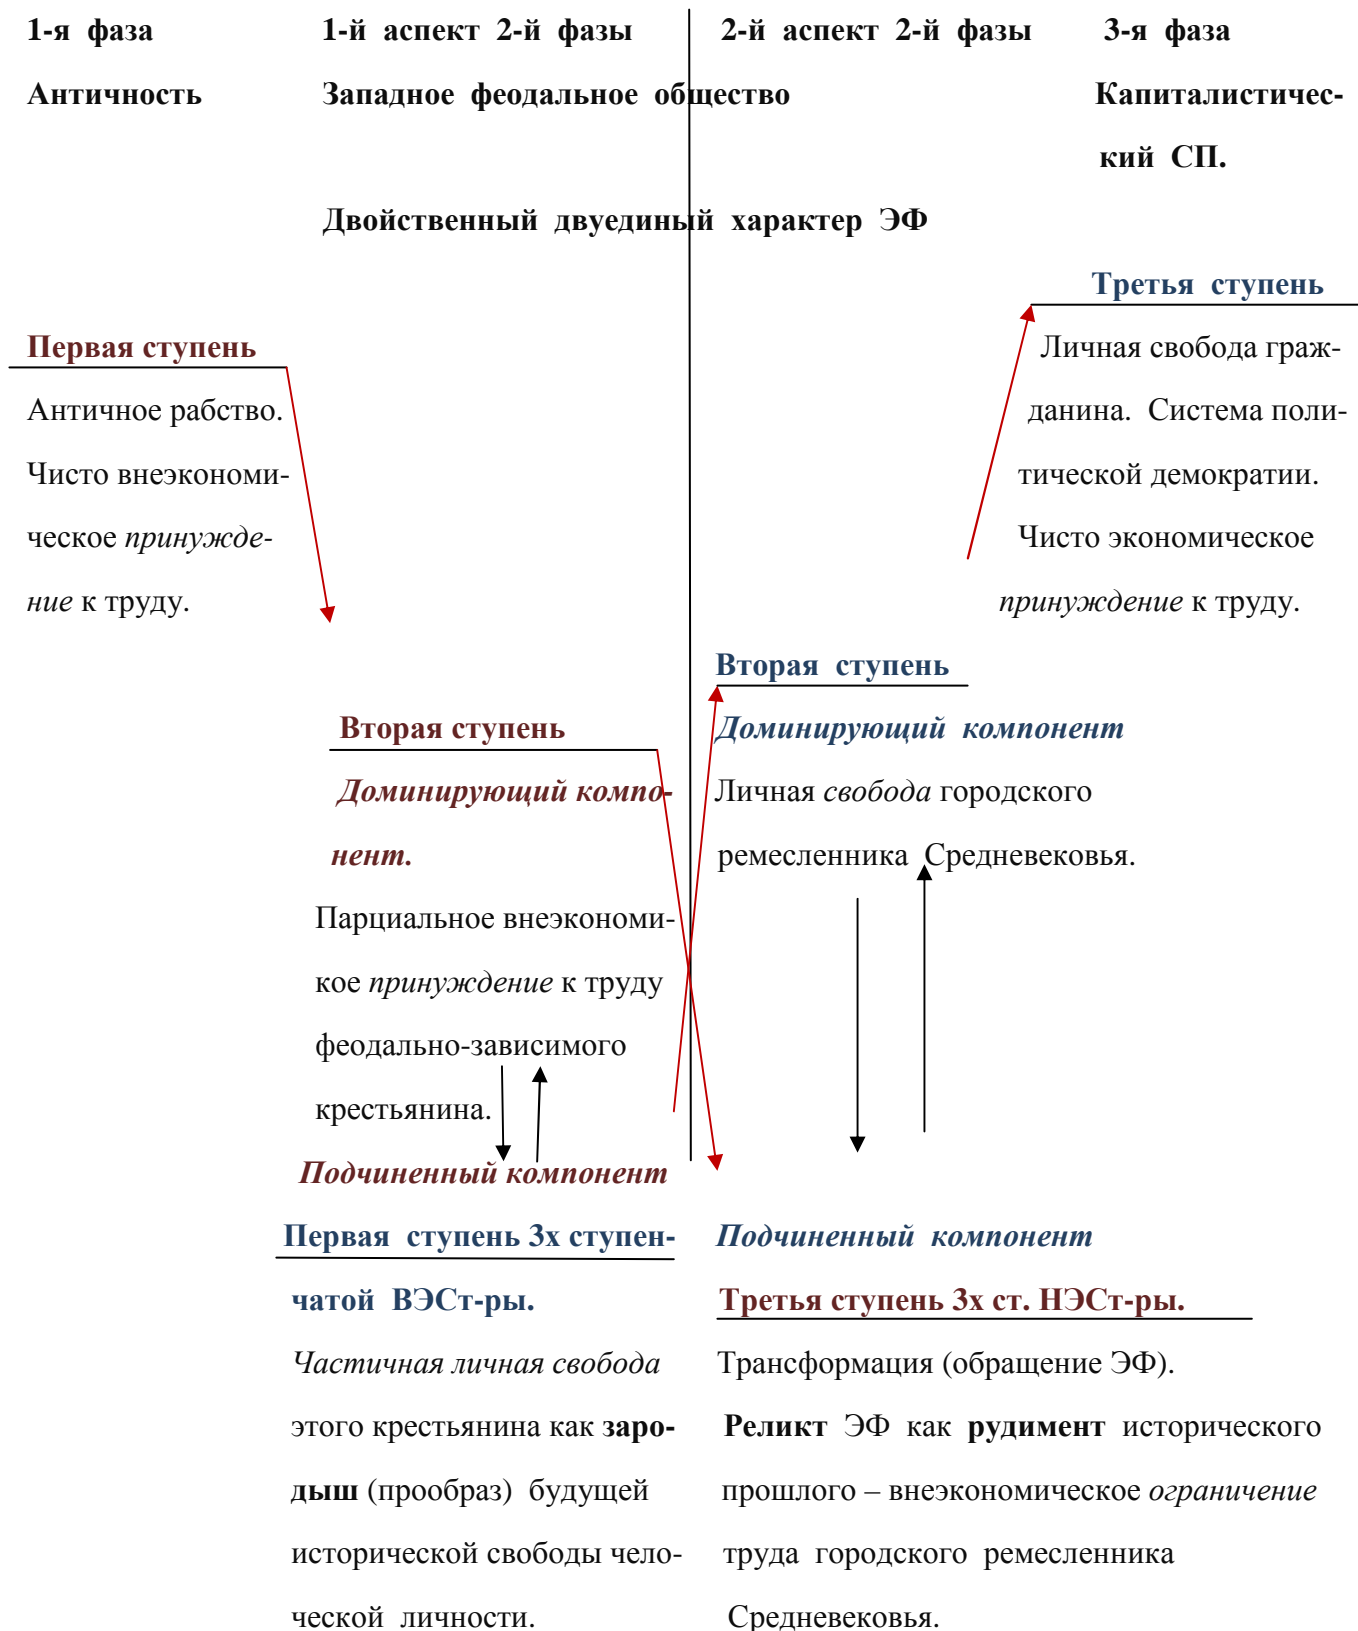 1-я фаза 1-й аспект 2-й фазы 2-й аспект 2-й фазы 3-я фаза
Античность Западное феодальное общество Капиталистичес-
кий СП.
Двойственный двуединый характер ЭФ
Третья ступень
Первая ступень Личная свобода граж-
Античное рабство. данина. Система поли-
Чисто внеэкономи- тической демократии.
ческое принужде- Чисто экономическое
ние к труду. принуждение к труду.
Вторая ступень
Вторая ступень Доминирующий компонент
Доминирующий компо- Личная свобода городского
нент. ремесленника Средневековья.
Парциальное внеэкономи-
кое принуждение к труду
феодально-зависимого
крестьянина.
Подчиненный компонент
Первая ступень 3х ступен- Подчиненный компонент
чатой ВЭСт-ры. Третья ступень 3х ст. НЭСт-ры.
Частичная личная свобода Трансформация (обращение ЭФ).
этого крестьянина как заро- Реликт ЭФ как рудимент исторического
дыш (прообраз) будущей прошлого – внеэкономическое ограничение
исторической свободы чело- труда городского ремесленника
ческой личности. Средневековья.